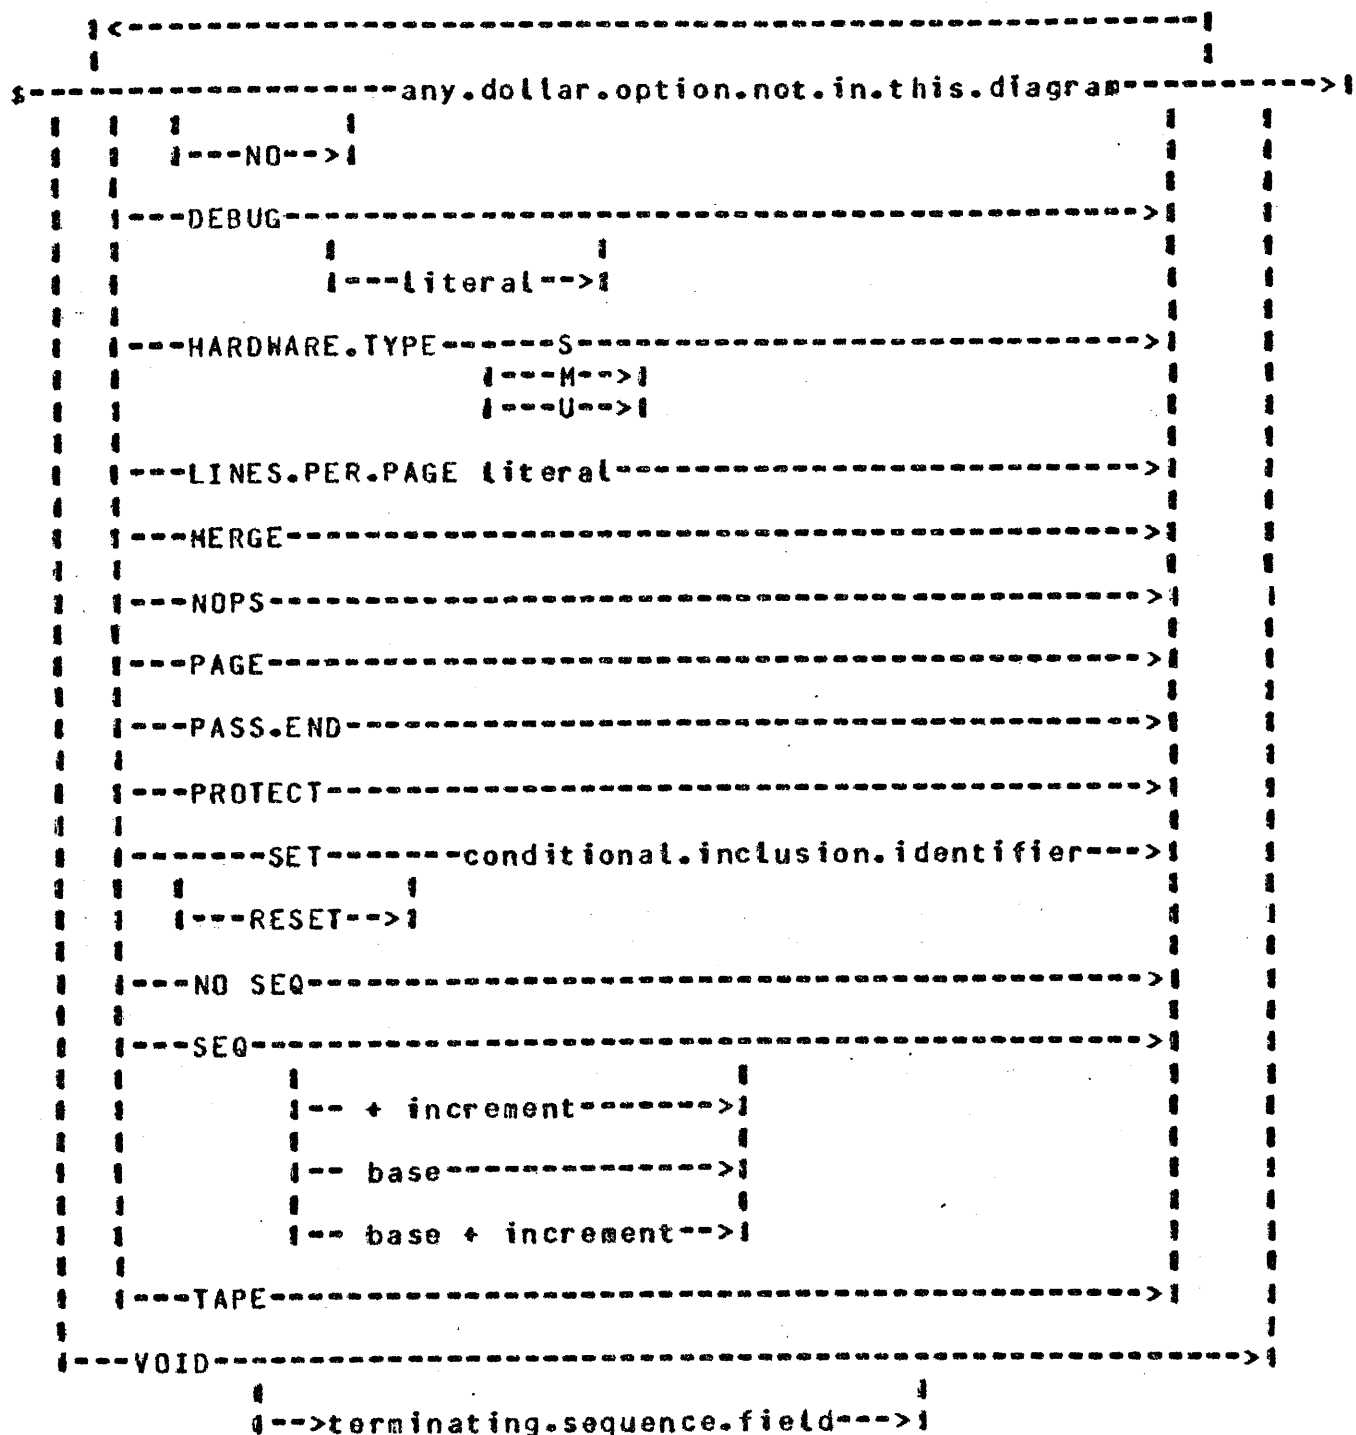 |<--------------------------------------------------------|
$-------------------any.dollar.option.not.in.this.diagram---------->|
|---NO-->|
|---DEBUG------------------------------------------->|
|---literal-->|
|---HARDWARE.TYPE------S----------------------------->|
|---M-->|
|---U-->|
|---LINES.PER.PAGE literal--------------------------->|
|---MERGE------------------------------------------->|
|---NOPS-------------------------------------------->|
|---PAGE-------------------------------------------->|
|---PASS.END---------------------------------------->|
|---PROTECT----------------------------------------->|
|-------SET-------conditional.inclusion.identifier--->|
|---RESET-->|
|---NO SEQ------------------------------------------>|
|---SEQ--------------------------------------------->|
|-- + increment------->|
|-- base-------------->|
|-- base + increment-->|
|---TAPE-------------------------------------------->|
|---VOID---------------------------------------------------->|
|-->terminating.sequence.field--->|